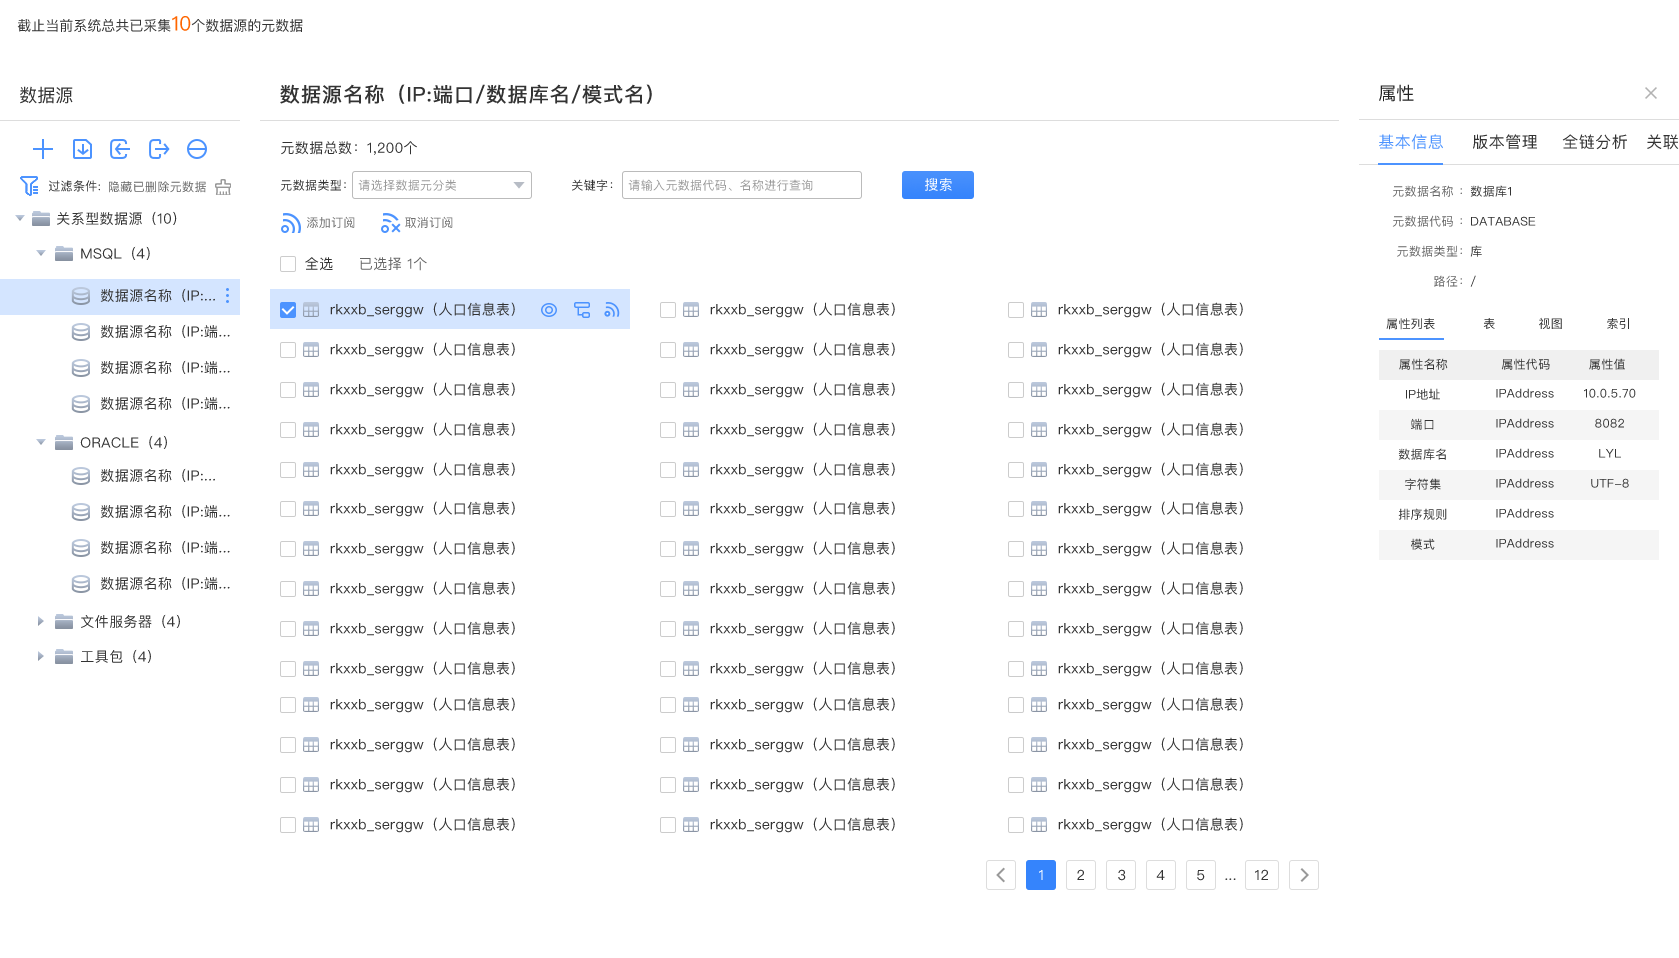 截止当前系统总共已采集10个数据源的元数据
数据源
过滤条件: 隐藏已删除元数据
关系型数据源（10）
MSQL（4）
数据源名称（IP:...
数据源名称（IP:端...
数据源名称（IP:端...
数据源名称（IP:端...
ORACLE（4）
数据源名称（IP:...
数据源名称（IP:端...
数据源名称（IP:端...
数据源名称（IP:端...
文件服务器（4）
工具包（4）
数据源名称（IP:端口/数据库名/模式名）
元数据总数：1,200个
元数据类型: 请选择数据元分类 关键字: 请输入元数据代码、名称进行查询 搜索
添加订阅 取消订阅
全选 已选择 1个
rkxxb_serggw（人口信息表） rkxxb_serggw（人口信息表） rkxxb_serggw（人口信息表）
rkxxb_serggw（人口信息表） rkxxb_serggw（人口信息表） rkxxb_serggw（人口信息表）
rkxxb_serggw（人口信息表） rkxxb_serggw（人口信息表） rkxxb_serggw（人口信息表）
rkxxb_serggw（人口信息表） rkxxb_serggw（人口信息表） rkxxb_serggw（人口信息表）
rkxxb_serggw（人口信息表） rkxxb_serggw（人口信息表） rkxxb_serggw（人口信息表）
rkxxb_serggw（人口信息表） rkxxb_serggw（人口信息表） rkxxb_serggw（人口信息表）
rkxxb_serggw（人口信息表） rkxxb_serggw（人口信息表） rkxxb_serggw（人口信息表）
rkxxb_serggw（人口信息表） rkxxb_serggw（人口信息表） rkxxb_serggw（人口信息表）
rkxxb_serggw（人口信息表） rkxxb_serggw（人口信息表） rkxxb_serggw（人口信息表）
rkxxb_serggw（人口信息表） rkxxb_serggw（人口信息表） rkxxb_serggw（人口信息表）
rkxxb_serggw（人口信息表） rkxxb_serggw（人口信息表） rkxxb_serggw（人口信息表）
rkxxb_serggw（人口信息表） rkxxb_serggw（人口信息表） rkxxb_serggw（人口信息表）
rkxxb_serggw（人口信息表） rkxxb_serggw（人口信息表） rkxxb_serggw（人口信息表）
rkxxb_serggw（人口信息表） rkxxb_serggw（人口信息表） rkxxb_serggw（人口信息表）
1 2 3 4 5 ... 12
属性
基本信息 版本管理 全链分析 关联
元数据名称： 数据库1
元数据代码： DATABASE
元数据类型: 库
路径: /
属性列表 表 视图 索引
属性名称 属性代码 属性值
IP地址 IPAddress 10.0.5.70
端口 IPAddress 8082
数据库名 IPAddress LYL
字符集 IPAddress UTF-8
排序规则 IPAddress
模式 IPAddress